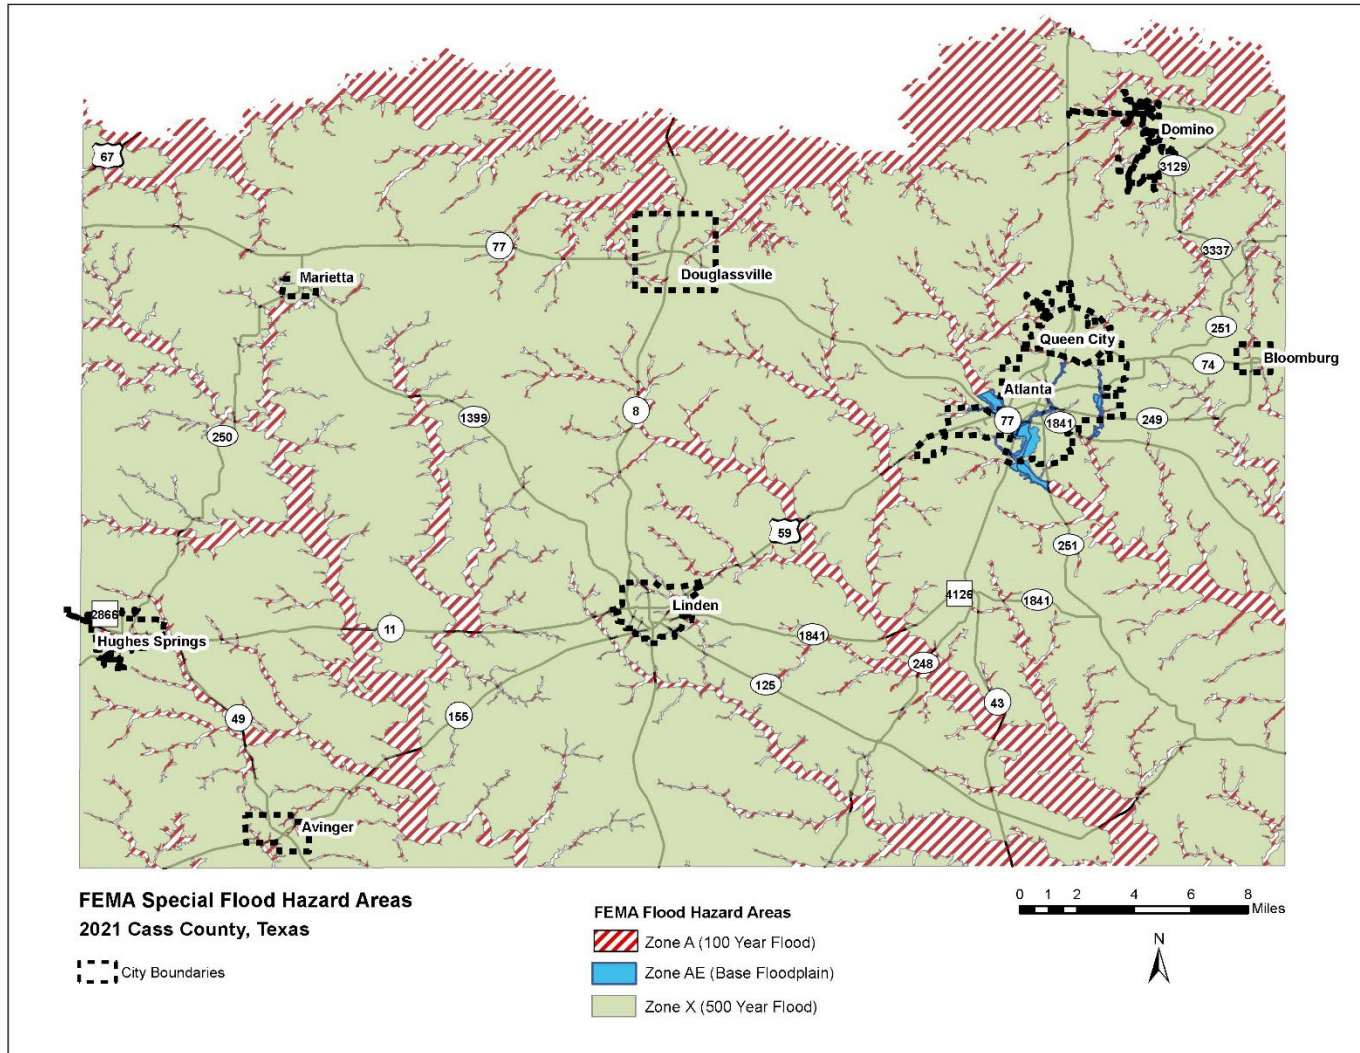 67
Domino
3129
77
3337
Marietta
Douglassville
251
Queen City
74
Bloomburg
Atlanta
1399
8
77
1841
249
250
59
251
4126
1841
2866
Linden
Hughes Springs
11
1841
248
125
49
155
43
Avinger
FEMA Special Flood Hazard Areas
2021 Cass County, Texas
City Boundaries
FEMA Flood Hazard Areas
Zone A (100 Year Flood)
Zone AE (Base Floodplain)
Zone X (500 Year Flood)
0 1 2 4 6 8
Miles
N